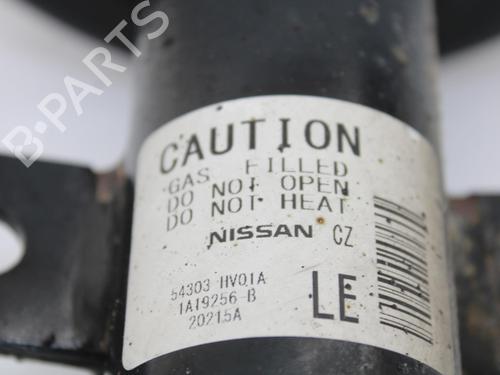 B-PARTS
CAUTION
GAS FILLED
DO NOT OPEN
DO NOT HEAT
NISSAN CZ
54303 HV01A
1A19256-B
20215A
LE